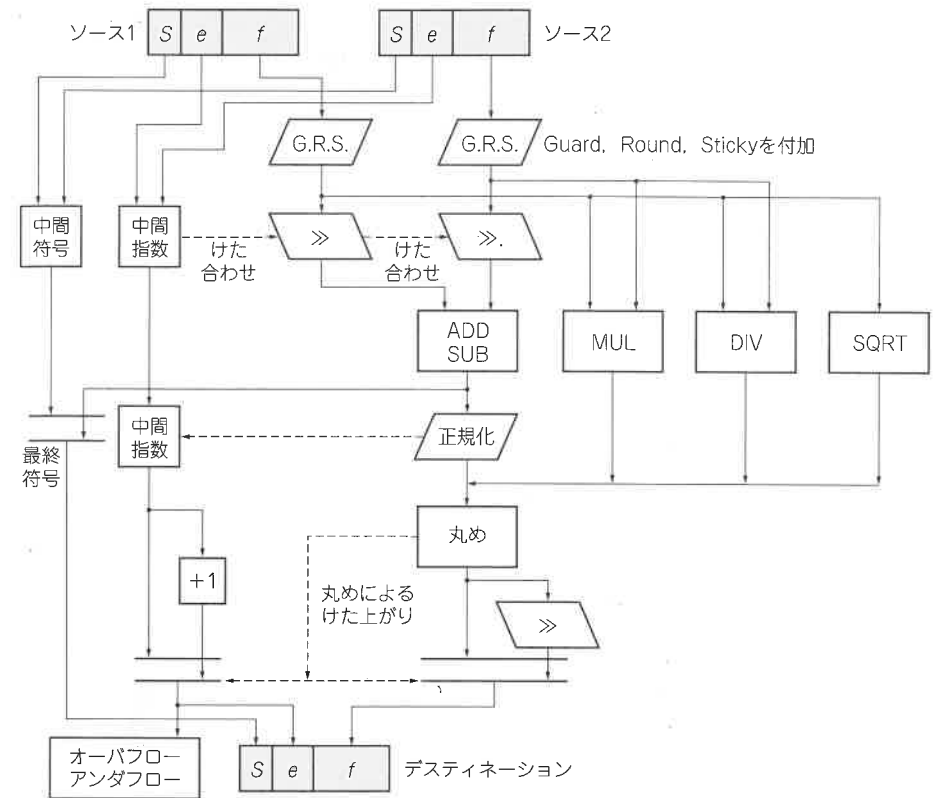 ソース1
S e f
S e f
ソース2
G.R.S.
G.R.S.
Guard, Round, Stickyを付加
中間
符号
中間
指数
けた
合わせ
≫
けた
合わせ
≫.
ADD
SUB
MUL
DIV
SQRT
最終
符号
中間
指数
正規化
丸め
+1
丸めによる
けた上がり
≫
オーバフロー
アンダフロー
S e f
デスティネーション